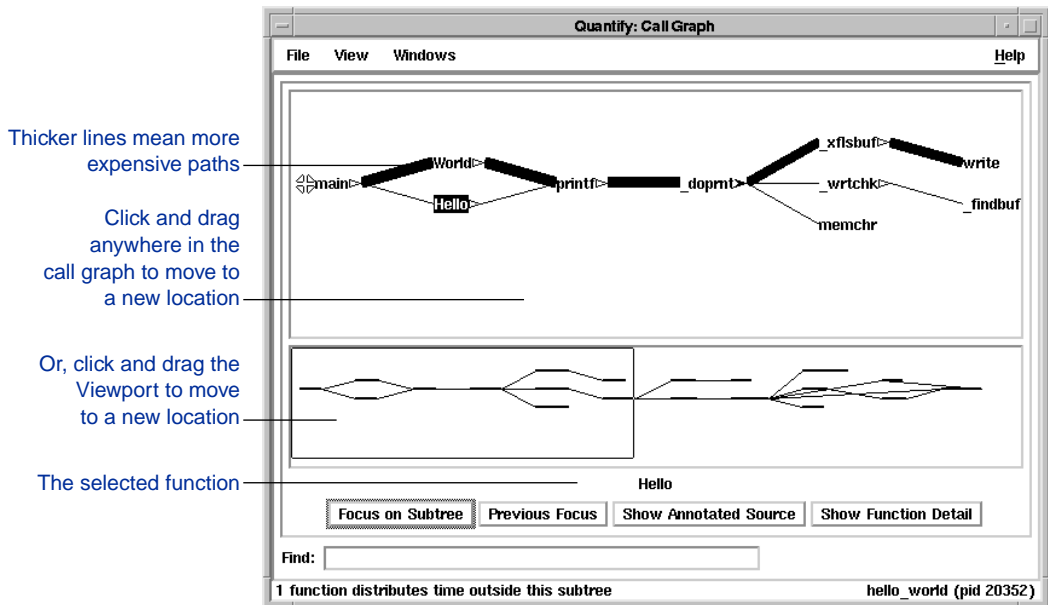 Quantify: Call Graph
File View Windows Help
Thicker lines mean more
expensive paths
Click and drag
anywhere in the
call graph to move to
a new location
Or, click and drag the
Viewport to move
to a new location
The selected function
_xflsbuf
World
write
main
printf
_doprnt
_wrtchk
Hello
_findbuf
memchr
Hello
Focus on Subtree Previous Focus Show Annotated Source Show Function Detail
Find:
1 function distributes time outside this subtree hello_world (pid 20352)